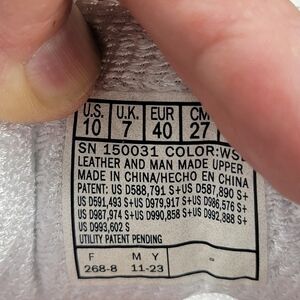 U.S. U.K. EUR CM
10 7 40 27
SN 150031 COLOR:WSL
LEATHER AND MAN MADE UPPER
MADE IN CHINA/HECHO EN CHINA
PATENT: US D588,791 S+US D587,890 S+
US D591,493 S+US D979,917 S+US D986,576 S+
US D987,974 S+US D990,858 S+US D992,888 S+
US D993,602 S
UTILITY PATENT PENDING
F M Y
268-8 11-23 -